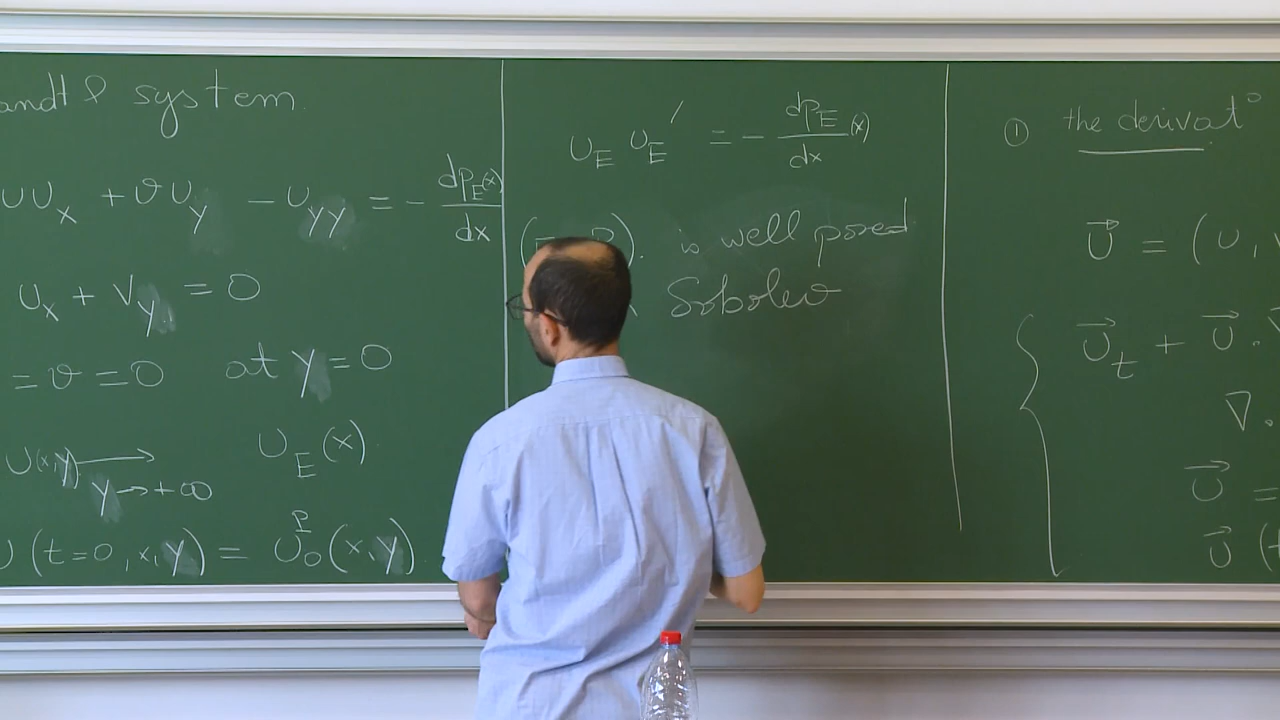 andtl system
uu_x + vu_y - u_yy = - dp_E(x)/dx
u_x + v_y = 0
= v = 0 at y = 0
u(x,y) ⟶ y→+∞ u_E(x)
u(t=0,x,y) = u_0^P(x,y)
u_E u_E' = - dp_E/dx (x)
is well posed
Sobolev
① the derivat°
u⃗ = (u,
u⃗_t + u⃗.
∇.
u⃗ =
u⃗ (